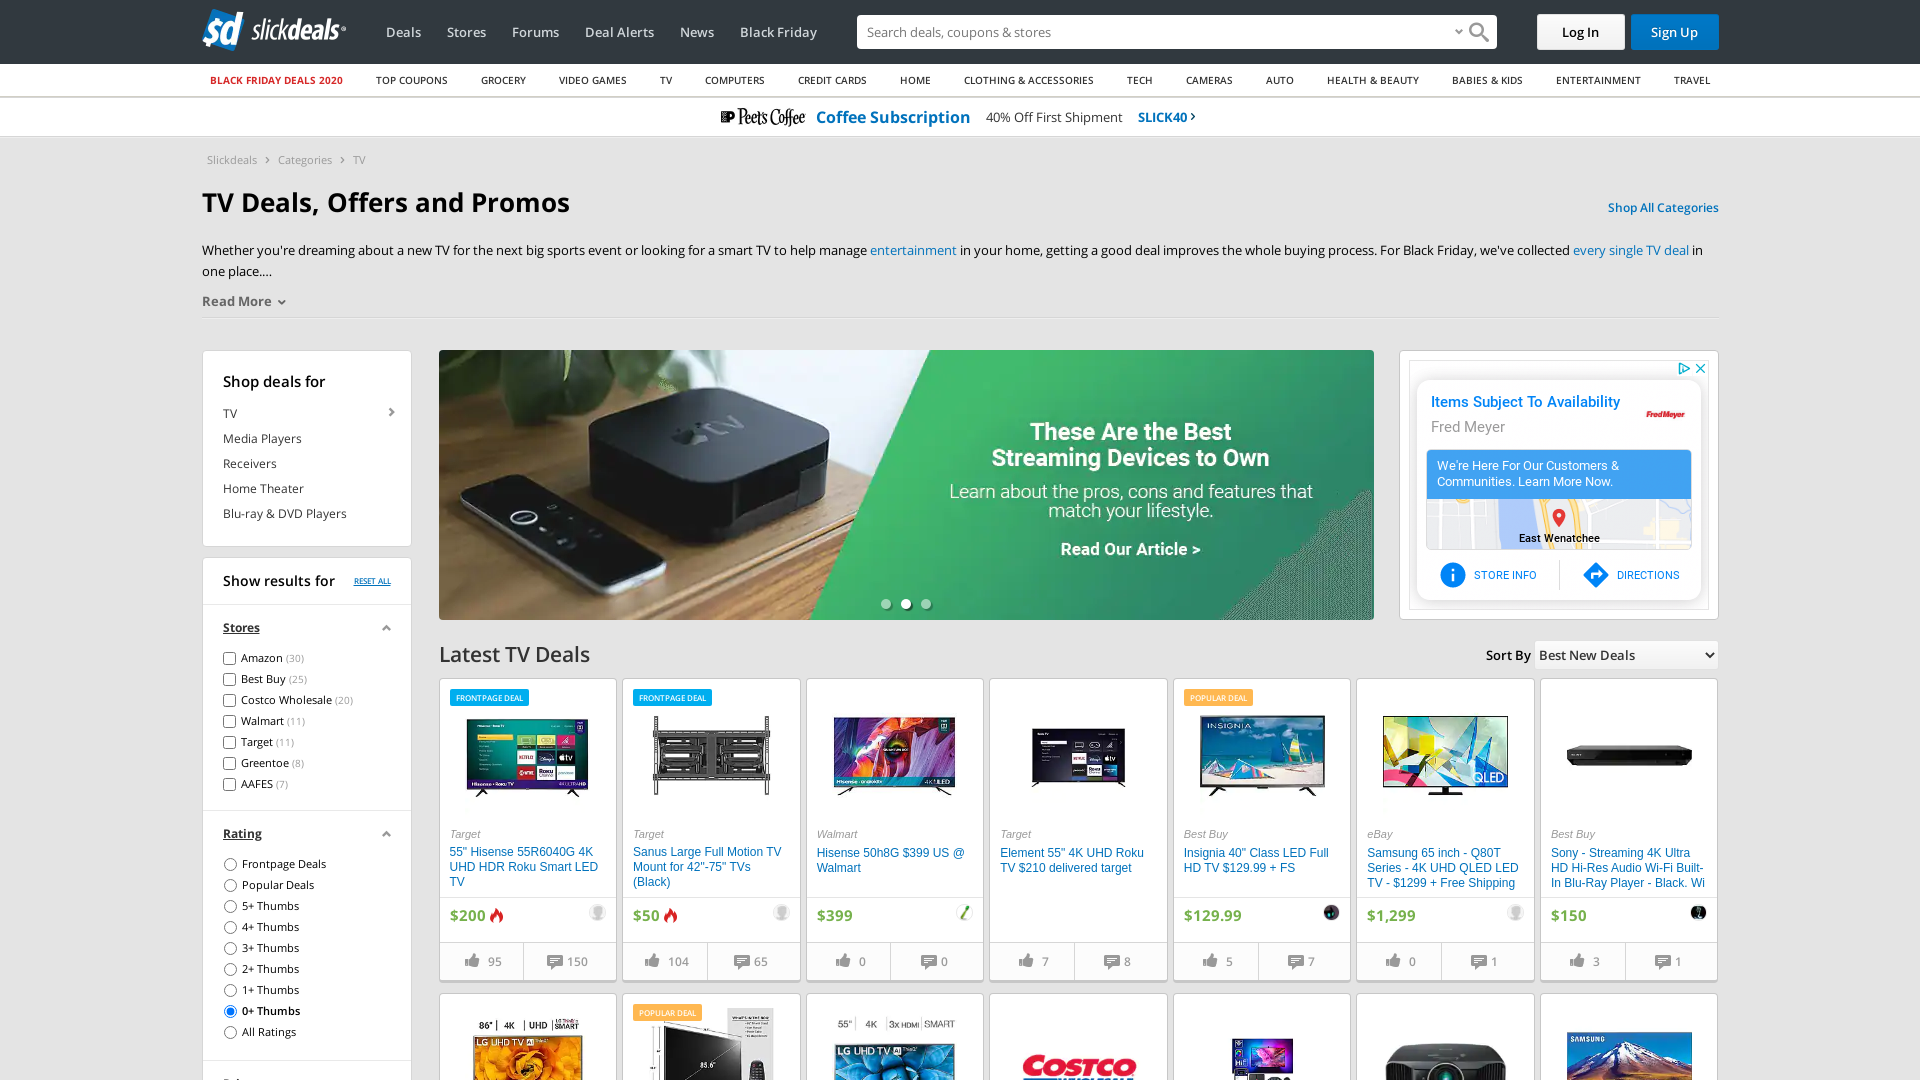 slickdeals
Deals
Stores
Forums
Deal Alerts
News
Black Friday
Search deals, coupons & stores
Log In
Sign Up
BLACK FRIDAY DEALS 2020
TOP COUPONS
GROCERY
VIDEO GAMES
TV
COMPUTERS
CREDIT CARDS
HOME
CLOTHING & ACCESSORIES
TECH
CAMERAS
AUTO
HEALTH & BEAUTY
BABIES & KIDS
ENTERTAINMENT
TRAVEL
Peet's Coffee Coffee Subscription 40% Off First Shipment SLICK40
Slickdeals > Categories > TV
TV Deals, Offers and Promos
Shop All Categories
Whether you're dreaming about a new TV for the next big sports event or looking for a smart TV to help manage entertainment in your home, getting a good deal improves the whole buying process. For Black Friday, we've collected every single TV deal in
one place....
Read More
Shop deals for
TV
Media Players
Receivers
Home Theater
Blu-ray & DVD Players
Show results for
RESET ALL
Stores
Amazon (30)
Best Buy (25)
Costco Wholesale (20)
Walmart (11)
Target (11)
Greentoe (8)
AAFES (7)
Rating
Frontpage Deals
Popular Deals
5+ Thumbs
4+ Thumbs
3+ Thumbs
2+ Thumbs
1+ Thumbs
0+ Thumbs
All Ratings
tv
These Are the Best
Streaming Devices to Own
Learn about the pros, cons and features that
match your lifestyle.
Read Our Article >
Items Subject To Availability
Fred Meyer
Fred Meyer
We're Here For Our Customers &
Communities. Learn More Now.
East Wenatchee
STORE INFO
DIRECTIONS
Latest TV Deals
Sort By Best New Deals
FRONTPAGE DEAL
Target
55" Hisense 55R6040G 4K
UHD HDR Roku Smart LED
TV
$200
95
150
FRONTPAGE DEAL
Target
Sanus Large Full Motion TV
Mount for 42"-75" TVs
(Black)
$50
104
65
Walmart
Hisense 50h8G $399 US @
Walmart
$399
0
0
Target
Element 55" 4K UHD Roku
TV $210 delivered target
7
8
POPULAR DEAL
INSIGNIA
Best Buy
Insignia 40" Class LED Full
HD TV $129.99 + FS
$129.99
5
7
QLED
eBay
Samsung 65 inch - Q80T
Series - 4K UHD QLED LED
TV - $1299 + Free Shipping
$1,299
0
1
Best Buy
Sony - Streaming 4K Ultra
HD Hi-Res Audio Wi-Fi Built-
In Blu-Ray Player - Black. Wi
$150
3
1
86" | 4K | UHD | SMART
LG UHD TV AI ThinQ
POPULAR DEAL
85.6"
55" | 4K | 3x HDMI | SMART
LG UHD TV AI ThinQ
COSTCO
SAMSUNG